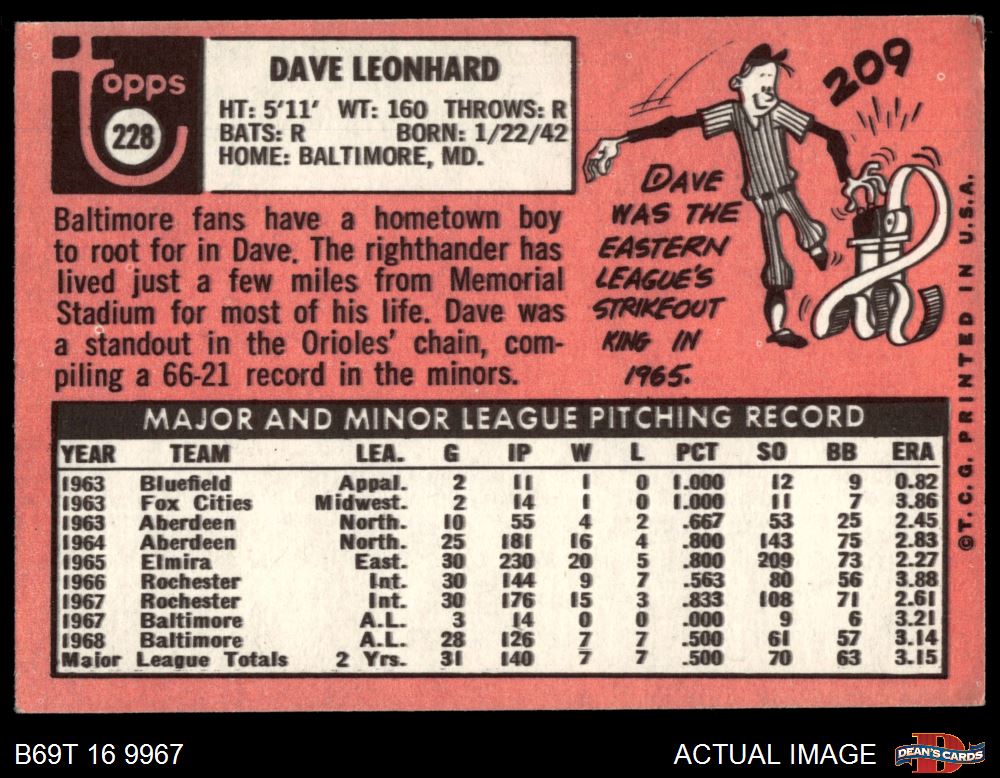 Topps
228
DAVE LEONHARD
HT: 5'11' WT: 160 THROWS: R
BATS: R BORN: 1/22/42
HOME: BALTIMORE, MD.
Baltimore fans have a hometown boy
to root for in Dave. The righthander has
lived just a few miles from Memorial
Stadium for most of his life. Dave was
a standout in the Orioles' chain, com-
piling a 66-21 record in the minors.
209
DAVE
WAS THE
EASTERN
LEAGUE'S
STRIKEOUT
KING IN
1965.
©T. C. G. PRINTED IN U.S.A.
MAJOR AND MINOR LEAGUE PITCHING RECORD
YEAR TEAM LEA. G IP W L PCT SO BB ERA
1963 Bluefield Appal. 2 11 1 0 1.000 12 9 0.82
1963 Fox Cities Midwest. 2 14 1 0 1.000 11 7 3.86
1963 Aberdeen North. 10 55 4 2 .667 53 25 2.45
1964 Aberdeen North. 25 181 16 4 .800 143 75 2.83
1965 Elmira East. 30 230 20 5 .800 209 73 2.27
1966 Rochester Int. 30 144 9 7 .563 80 56 3.88
1967 Rochester Int. 30 176 15 3 .833 108 71 2.61
1967 Baltimore A.L. 3 14 0 0 .000 9 6 3.21
1968 Baltimore A.L. 28 126 7 7 .500 61 57 3.14
Major League Totals 2 Yrs. 31 140 7 7 .500 70 63 3.15
B69T 16 9967
ACTUAL IMAGE
DEAN'S CARDS